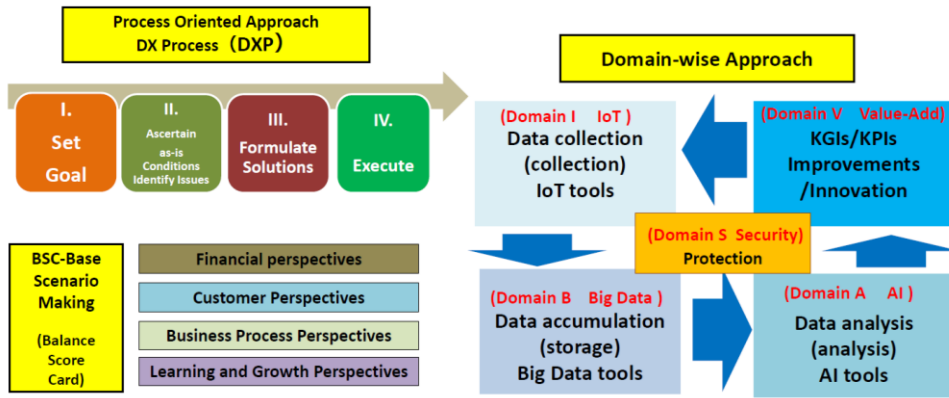 Process Oriented Approach
DX Process （DXP）
I.
Set
Goal
II.
Ascertain
as-is
Conditions
Identify Issues
III.
Formulate
Solutions
IV.
Execute
BSC-Base
Scenario
Making
(Balance
Score
Card)
Financial perspectives
Customer Perspectives
Business Process Perspectives
Learning and Growth Perspectives
Domain-wise Approach
(Domain I IoT)
Data collection
(collection)
IoT tools
(Domain V Value-Add)
KGIs/KPIs
Improvements
/Innovation
(Domain S Security)
Protection
(Domain B Big Data )
Data accumulation
(storage)
Big Data tools
(Domain A AI )
Data analysis
(analysis)
AI tools